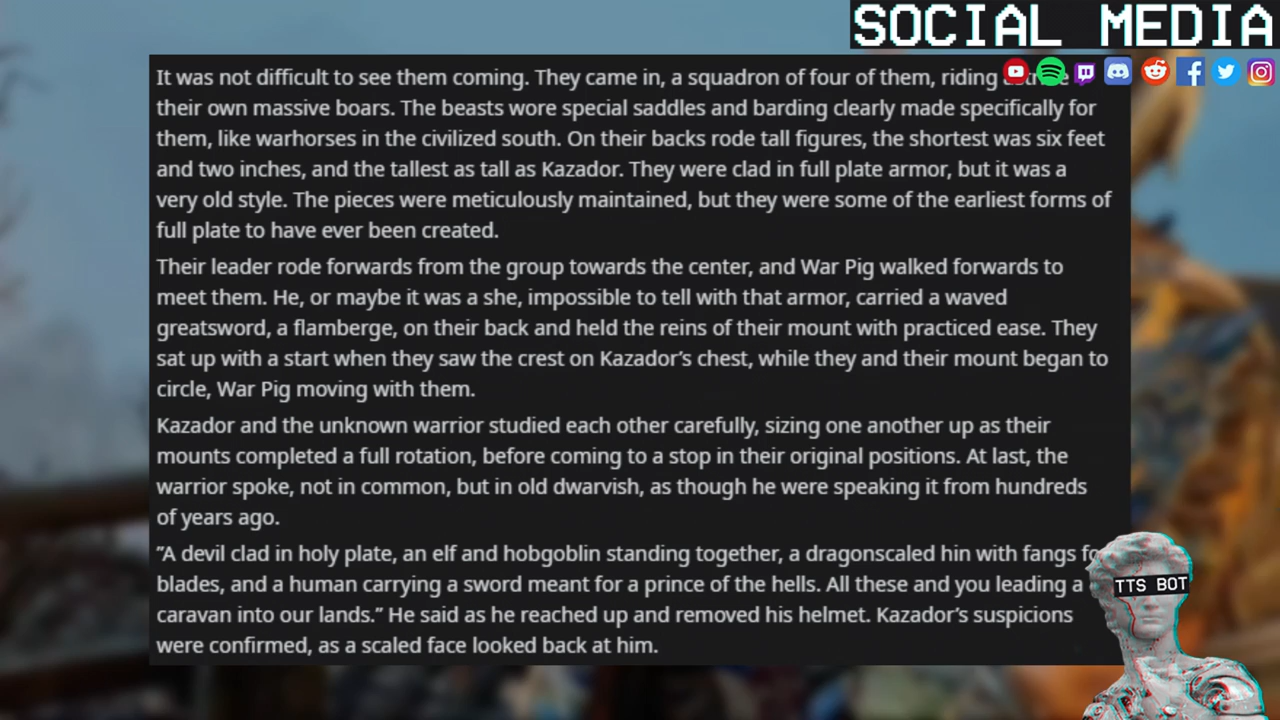 SOCIAL MEDIA
It was not difficult to see them coming. They came in, a squadron of four of them, riding
their own massive boars. The beasts wore special saddles and barding clearly made specifically for
them, like warhorses in the civilized south. On their backs rode tall figures, the shortest was six feet
and two inches, and the tallest as tall as Kazador. They were clad in full plate armor, but it was a
very old style. The pieces were meticulously maintained, but they were some of the earliest forms of
full plate to have ever been created.
Their leader rode forwards from the group towards the center, and War Pig walked forwards to
meet them. He, or maybe it was a she, impossible to tell with that armor, carried a waved
greatsword, a flamberge, on their back and held the reins of their mount with practiced ease. They
sat up with a start when they saw the crest on Kazador’s chest, while they and their mount began to
circle, War Pig moving with them.
Kazador and the unknown warrior studied each other carefully, sizing one another up as their
mounts completed a full rotation, before coming to a stop in their original positions. At last, the
warrior spoke, not in common, but in old dwarvish, as though he were speaking it from hundreds
of years ago.
”A devil clad in holy plate, an elf and hobgoblin standing together, a dragonscaled hin with fangs
blades, and a human carrying a sword meant for a prince of the hells. All these and you leading a
caravan into our lands.” He said as he reached up and removed his helmet. Kazador’s suspicions
were confirmed, as a scaled face looked back at him.
TTS BOT